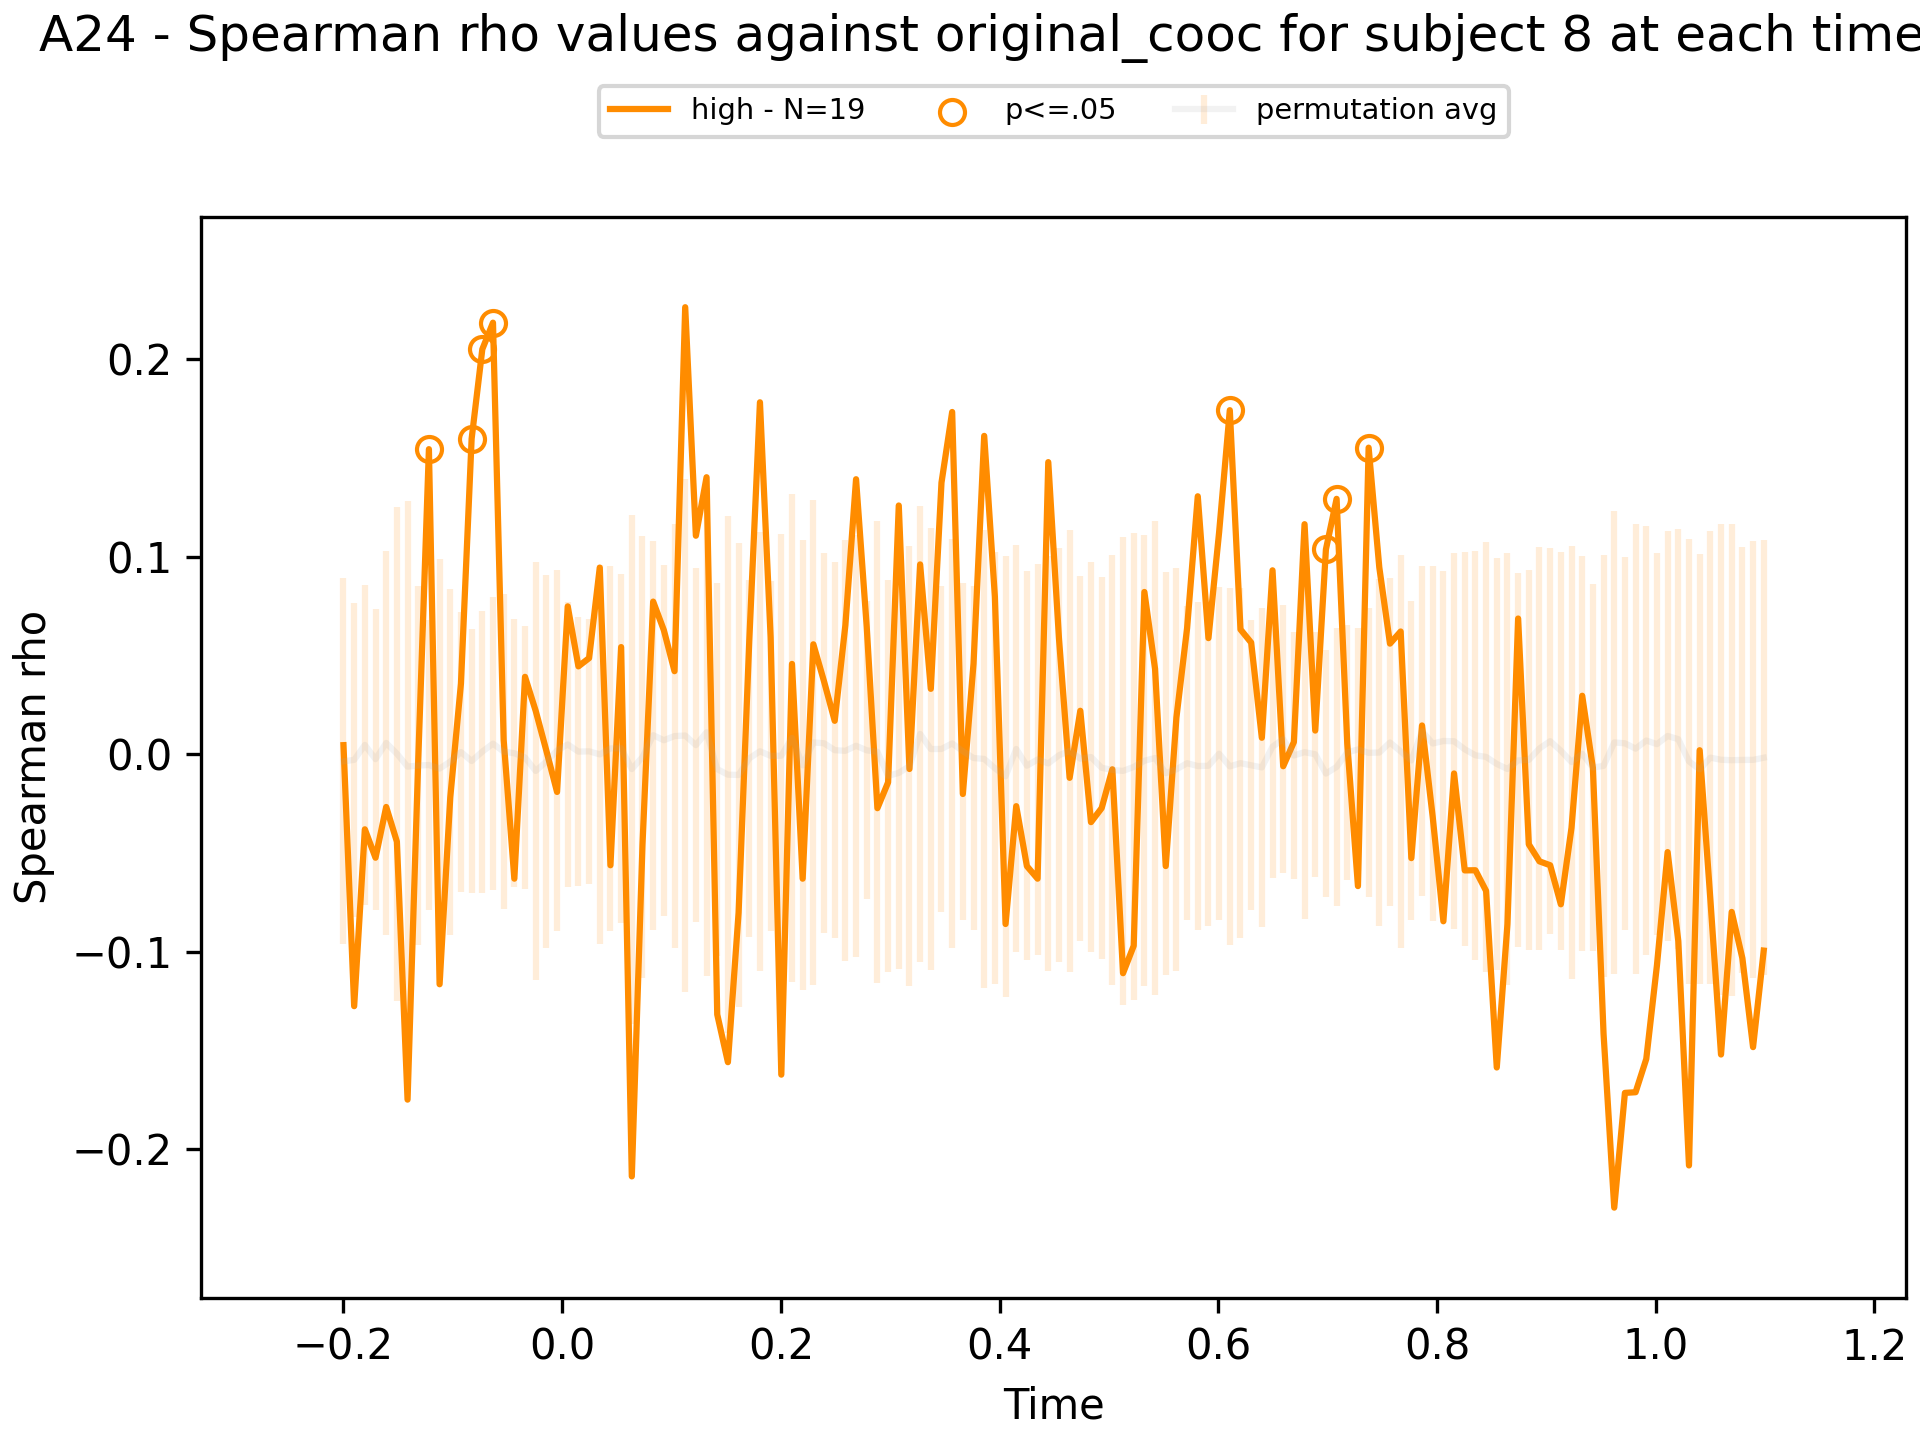 A24 - Spearman rho values against original_cooc for subject 8 at each time
high - N=19 p<=.05 permutation avg
0.2
0.1
0.0
−0.1
−0.2
Spearman rho
−0.2 0.0 0.2 0.4 0.6 0.8 1.0 1.2
Time